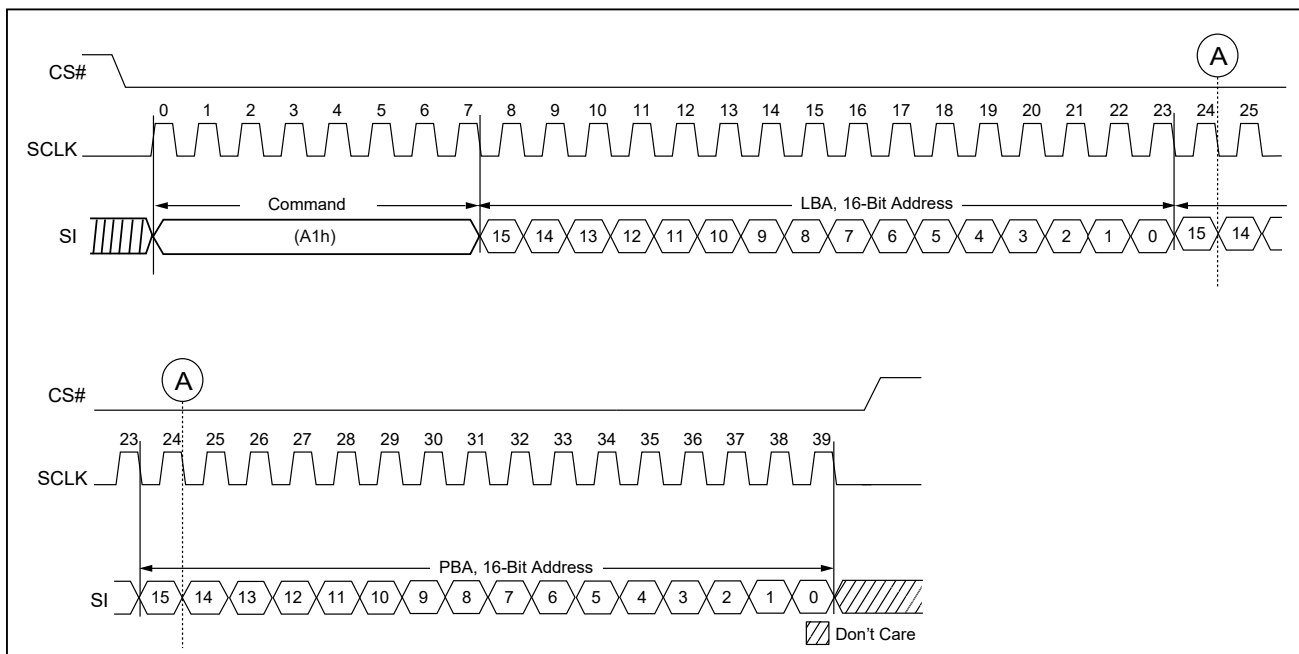 A
CS#
0 1 2 3 4 5 6 7 8 9 10 11 12 13 14 15 16 17 18 19 20 21 22 23 24 25
SCLK
Command LBA, 16-Bit Address
SI (A1h) 15 14 13 12 11 10 9 8 7 6 5 4 3 2 1 0 15 14
A
CS#
23 24 25 26 27 28 29 30 31 32 33 34 35 36 37 38 39
SCLK
PBA, 16-Bit Address
SI 15 14 13 12 11 10 9 8 7 6 5 4 3 2 1 0
Don't Care